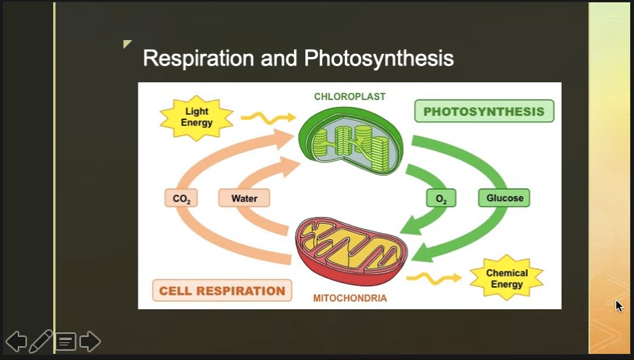 Respiration and Photosynthesis
CHLOROPLAST
PHOTOSYNTHESIS
Light
Energy
CO₂
Water
O₂
Glucose
CELL RESPIRATION
MITOCHONDRIA
Chemical
Energy